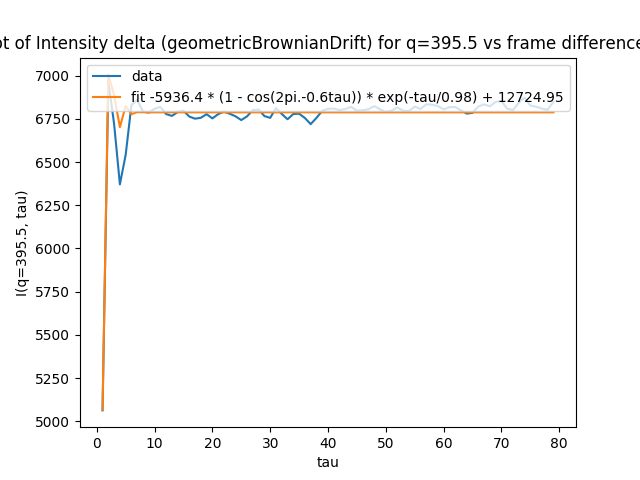 ot of Intensity delta (geometricBrownianDrift) for q=395.5 vs frame difference
data
fit -5936.4 * (1 - cos(2pi.-0.6tau)) * exp(-tau/0.98) + 12724.95
7000
6750
6500
6250
6000
5750
5500
5250
5000
I(q=395.5, tau)
0 10 20 30 40 50 60 70 80
tau